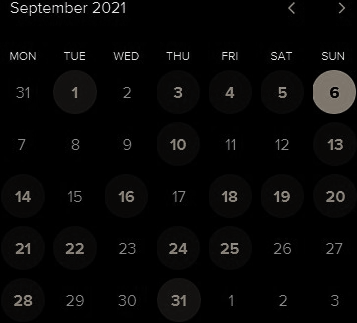 September 2021
MON TUE WED THU FRI SAT SUN
31 1 2 3 4 5 6
7 8 9 10 11 12 13
14 15 16 17 18 19 20
21 22 23 24 25 26 27
28 29 30 31 1 2 3